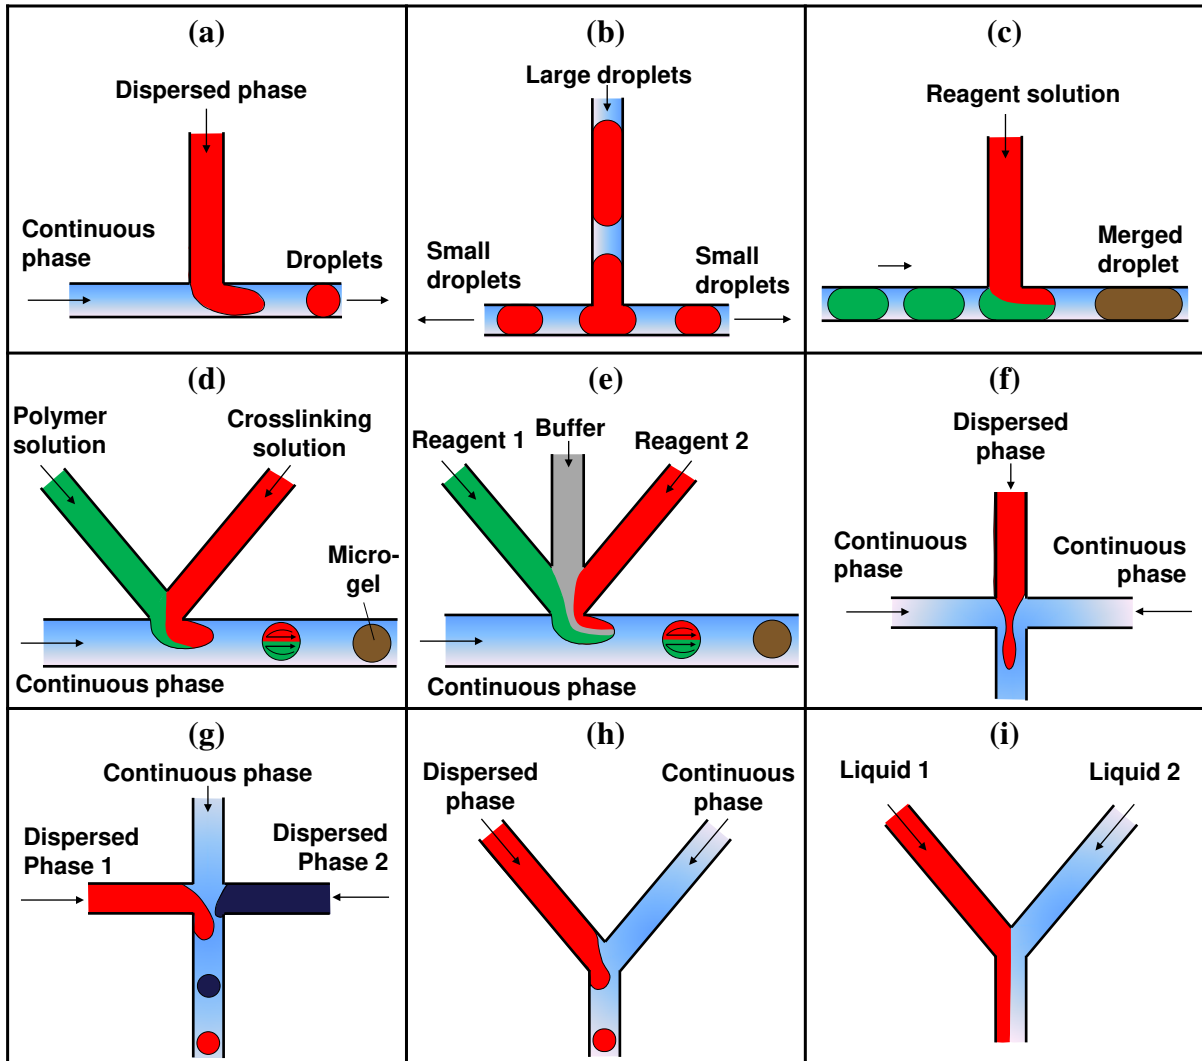 (a)
Dispersed phase
Continuous
phase
Droplets
(b)
Large droplets
Small
droplets
Small
droplets
(c)
Reagent solution
Merged
droplet
(d)
Polymer
solution
Crosslinking
solution
Micro-
gel
Continuous phase
(e)
Reagent 1
Buffer
Reagent 2
Continuous phase
(f)
Dispersed
phase
Continuous
phase
Continuous
phase
(g)
Continuous phase
Dispersed
Phase 1
Dispersed
Phase 2
(h)
Dispersed
phase
Continuous
phase
(i)
Liquid 1
Liquid 2